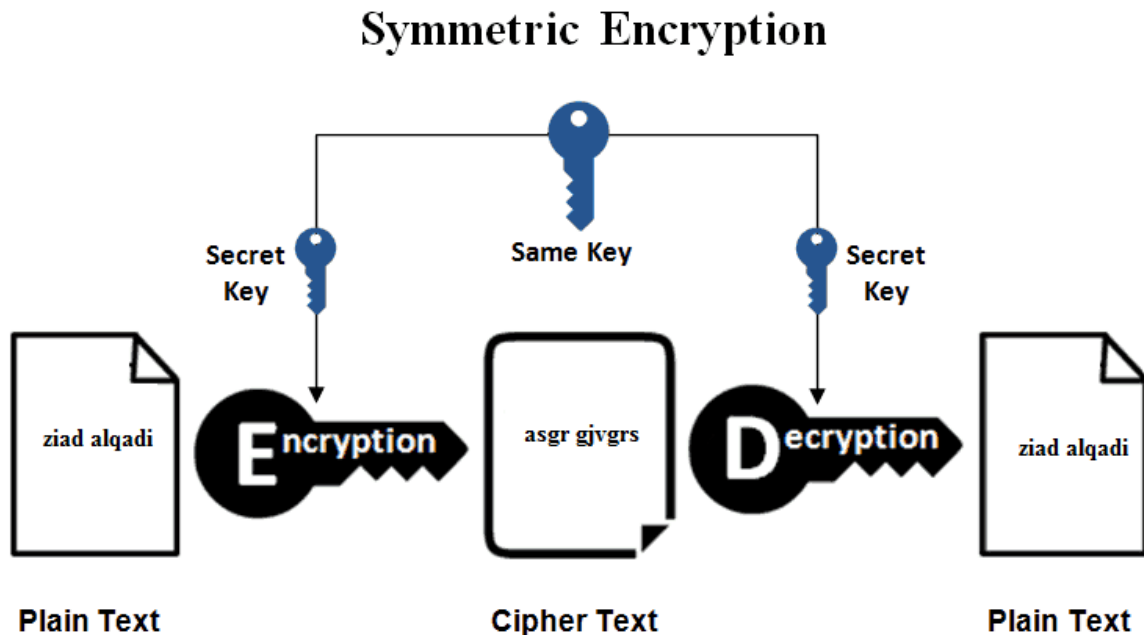 Symmetric Encryption
Secret
Key
Same Key
Secret
Key
ziad alqadi
Encryption
asgr gjvgrs
Decryption
ziad alqadi
Plain Text
Cipher Text
Plain Text